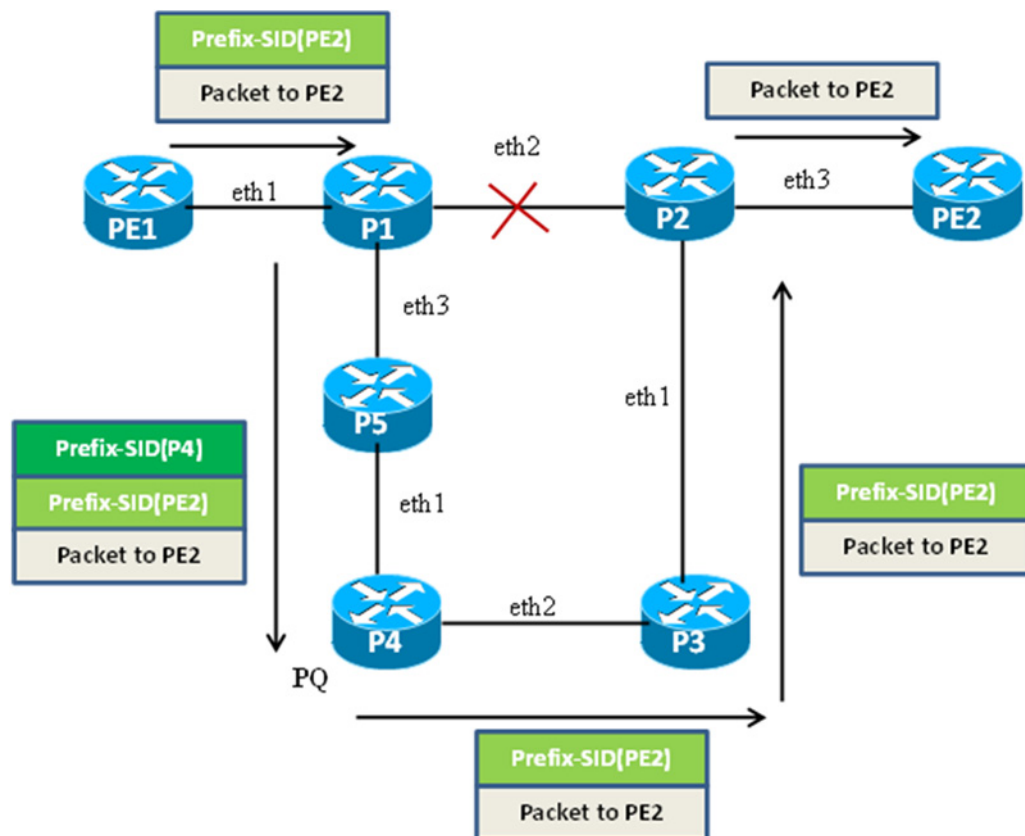 Prefix-SID(PE2)
Packet to PE2
Packet to PE2
eth2
eth1
eth3
PE1
P1
P2
PE2
eth3
P5
eth1
Prefix-SID(P4)
Prefix-SID(PE2)
Packet to PE2
eth1
Prefix-SID(PE2)
Packet to PE2
eth2
P4
P3
PQ
Prefix-SID(PE2)
Packet to PE2